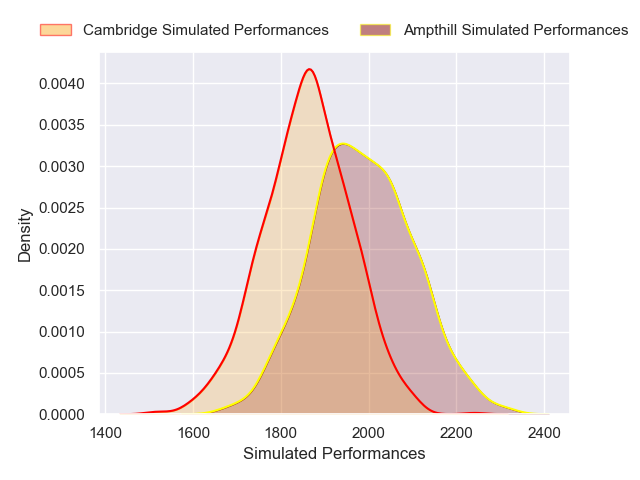 Cambridge Simulated Performances
Ampthill Simulated Performances
0.0040
0.0035
0.0030
0.0025
0.0020
0.0015
0.0010
0.0005
0.0000
Density
1400 1600 1800 2000 2200 2400
Simulated Performances